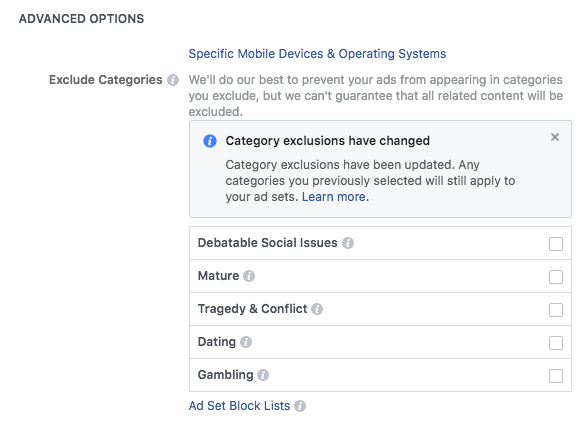 ADVANCED OPTIONS
Specific Mobile Devices & Operating Systems
Exclude Categories
We'll do our best to prevent your ads from appearing in categories
you exclude, but we can't guarantee that all related content will be
excluded.
Category exclusions have changed
Category exclusions have been updated. Any
categories you previously selected will still apply to
your ad sets. Learn more.
Debatable Social Issues
Mature
Tragedy & Conflict
Dating
Gambling
Ad Set Block Lists